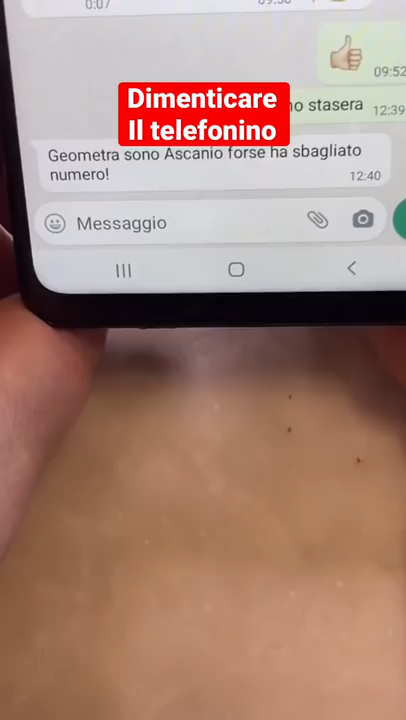 0:07
Dimenticare
Il telefonino
09:52
no stasera 12:39
Geometra sono Ascanio forse ha sbagliato
numero!
12:40
Messaggio